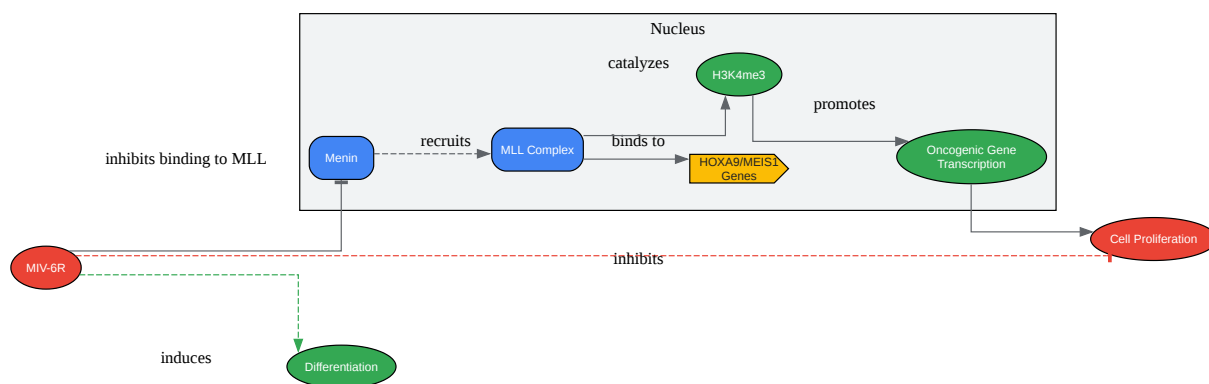 Nucleus
catalyzes
H3K4me3
promotes
recruits
binds to
MLL Complex
Oncogenic Gene
Transcription
inhibits binding to MLL
Menin
HOXA9/MEIS1
Genes
Cell Proliferation
MIV-6R
inhibits
induces
Differentiation